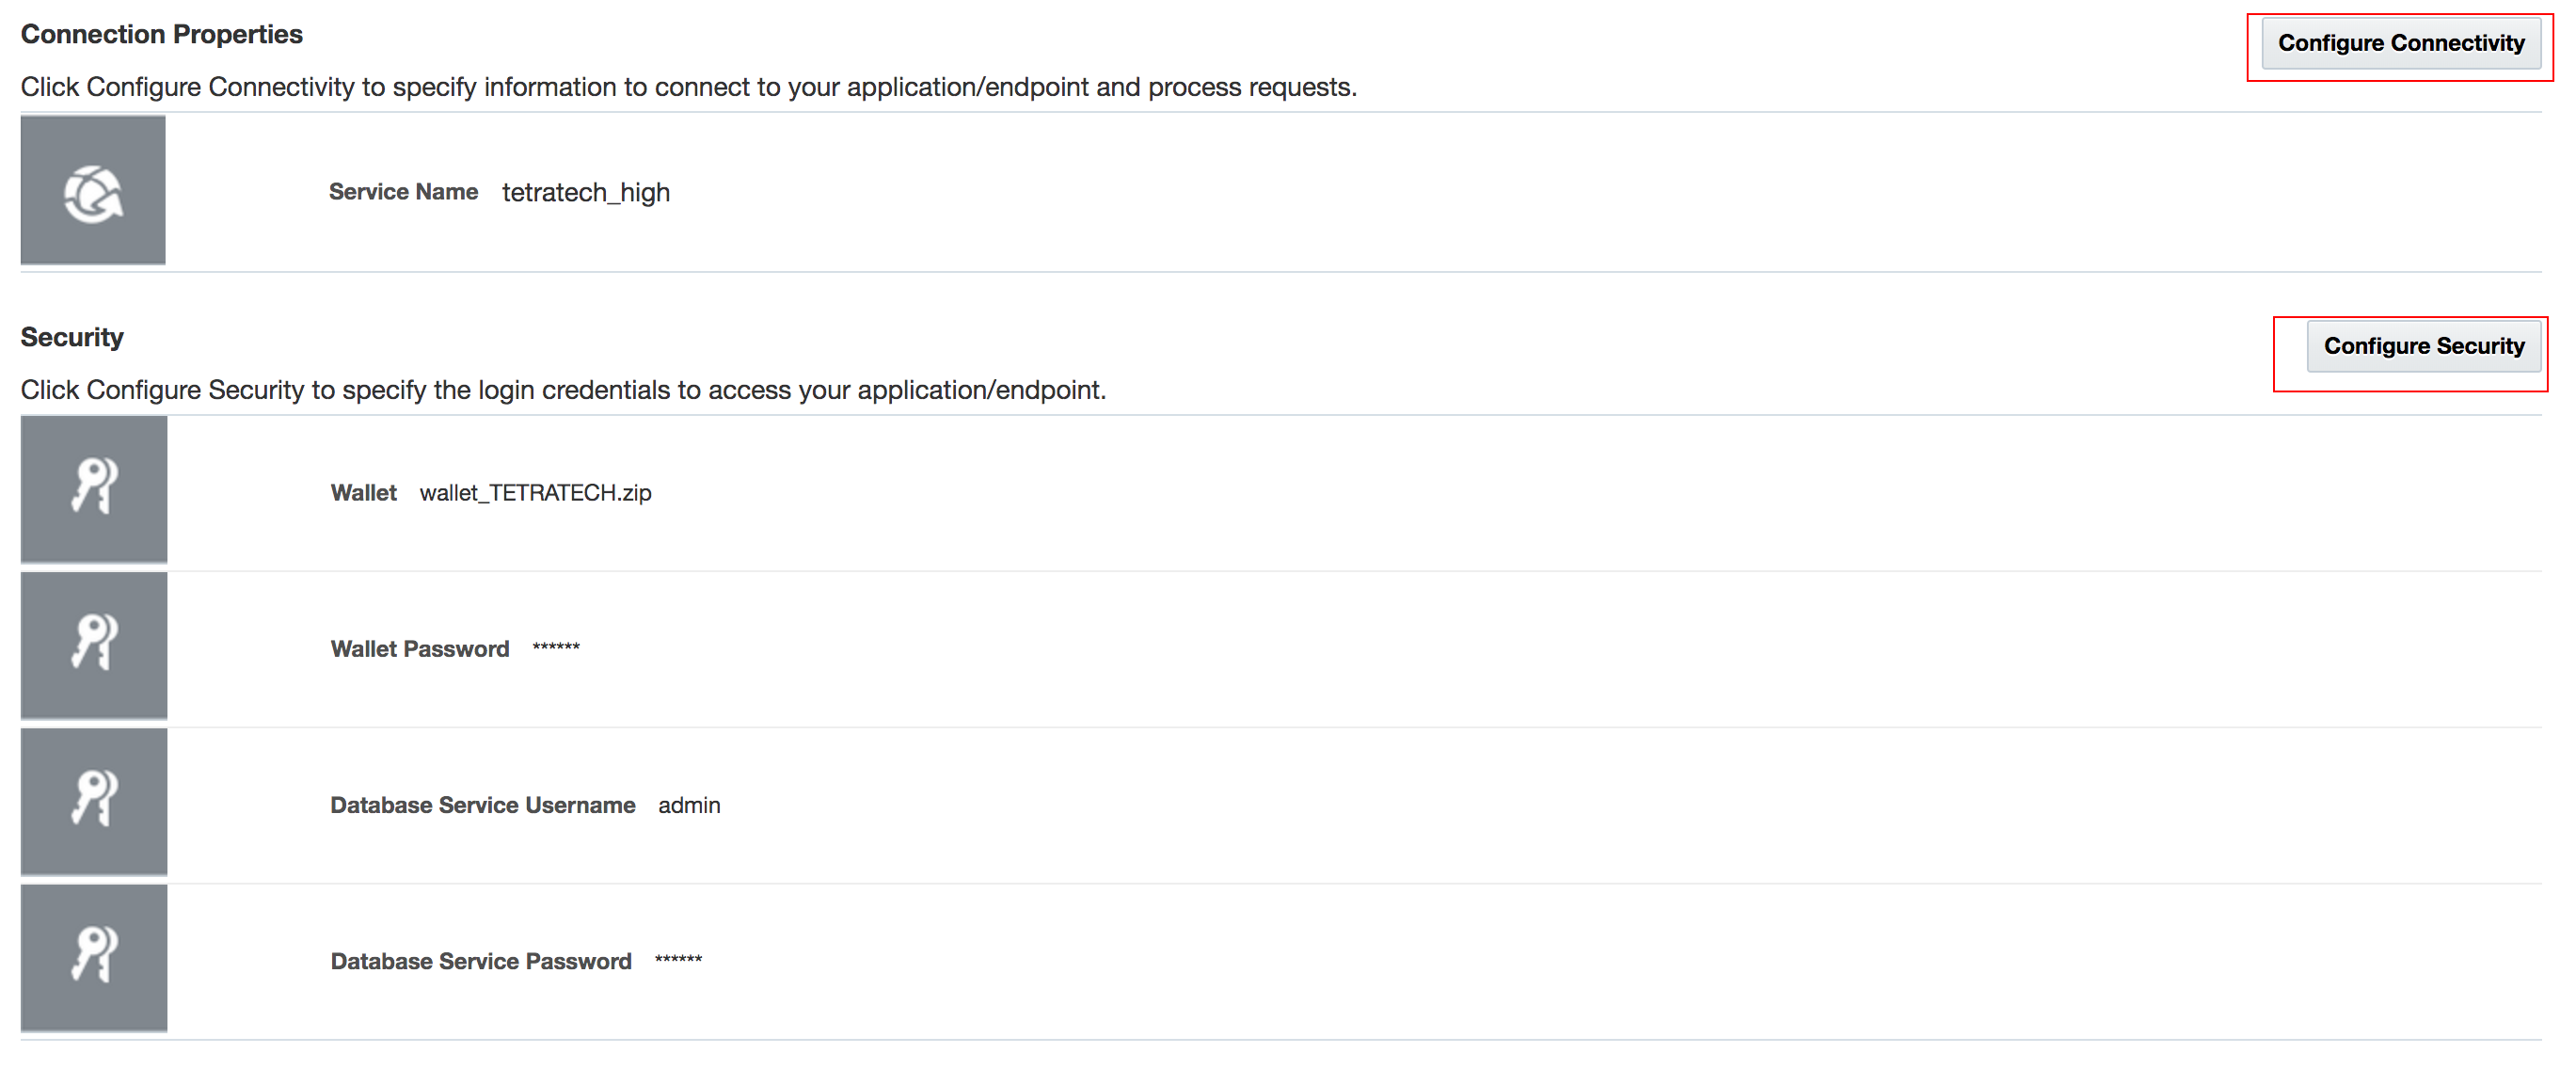 Connection Properties
Configure Connectivity
Click Configure Connectivity to specify information to connect to your application/endpoint and process requests.
Service Name tetratech_high
Security
Configure Security
Click Configure Security to specify the login credentials to access your application/endpoint.
Wallet wallet_TETRATECH.zip
Wallet Password ******
Database Service Username admin
Database Service Password ******